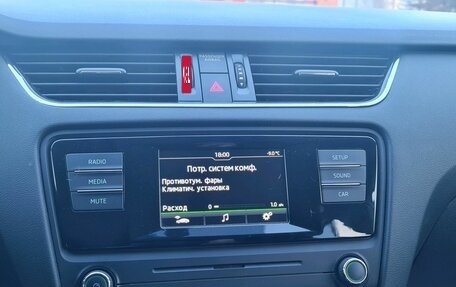 PASSENGER
AIRBAG
18:00 -9.0°C
Потр. систем комф.
Противотум. фары
Климатич. установка
Расход 0 1.0
RADIO
MEDIA
MUTE
SETUP
SOUND
CAR